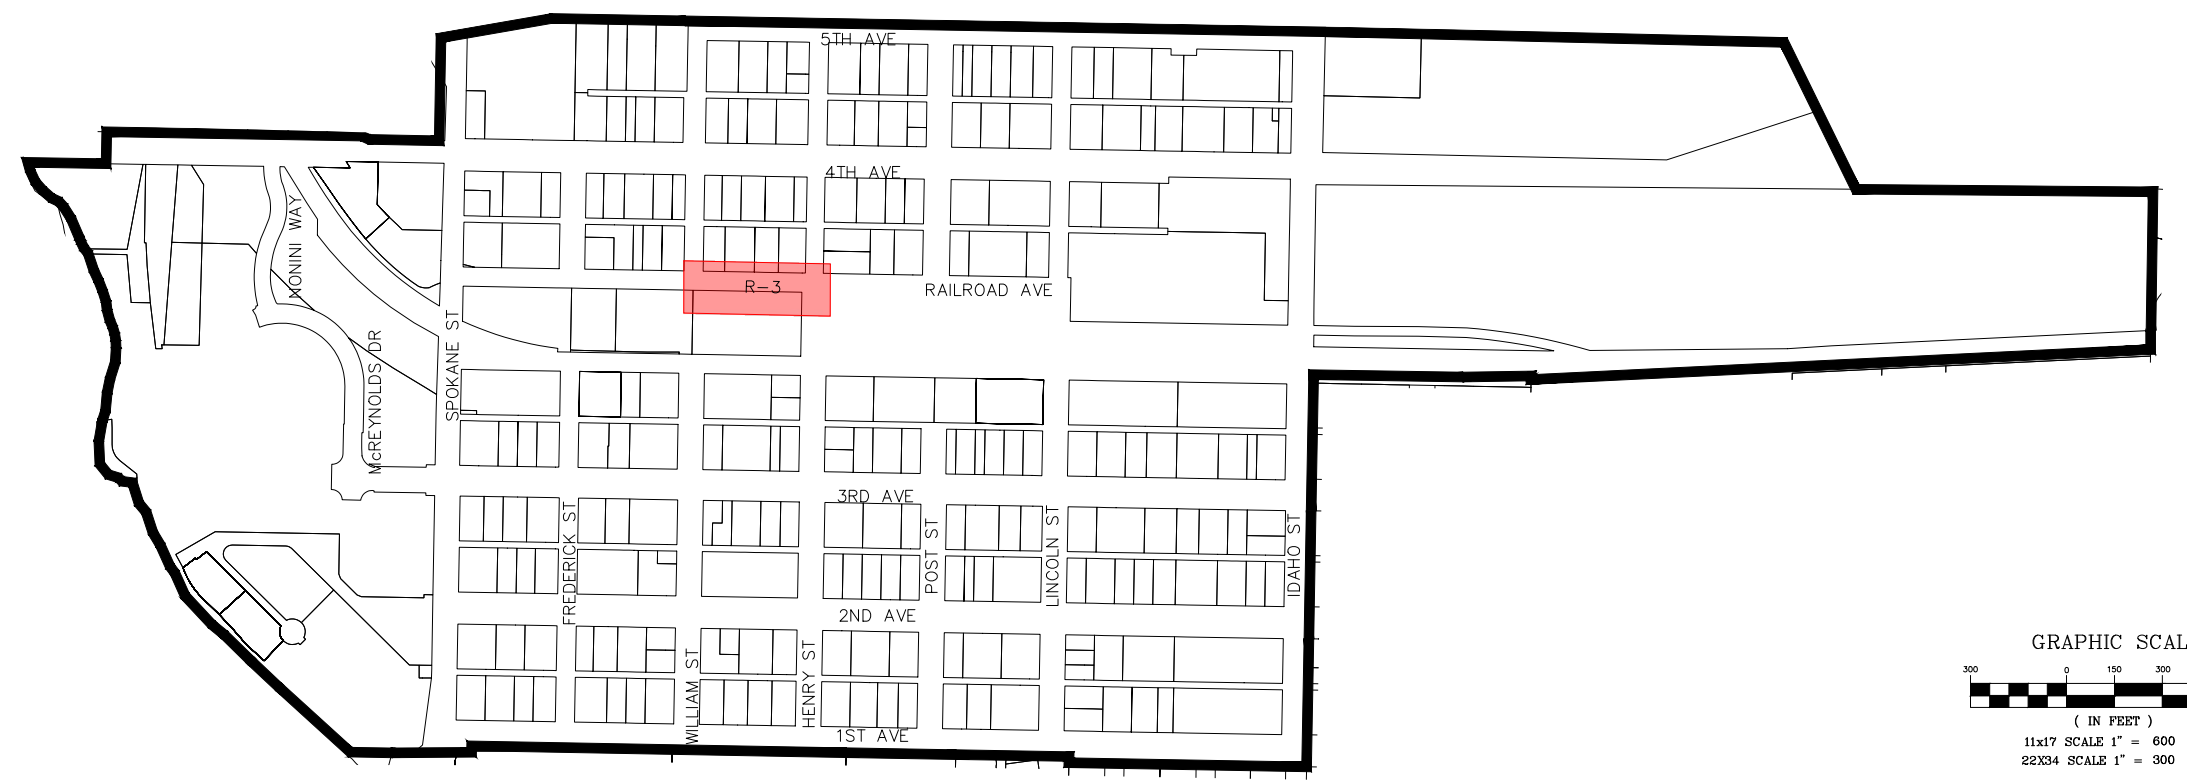 5TH AVE
4TH AVE
NONINI WAY
R-3
RAILROAD AVE
SPOKANE ST
McREYNOLDS DR
3RD AVE
FREDERICK ST
POST ST
LINCOLN ST
IDAHO ST
2ND AVE
WILLIAM ST
HENRY ST
1ST AVE
GRAPHIC SCAL
300 0 150 300
( IN FEET )
11x17 SCALE 1" = 600
22X34 SCALE 1" = 300